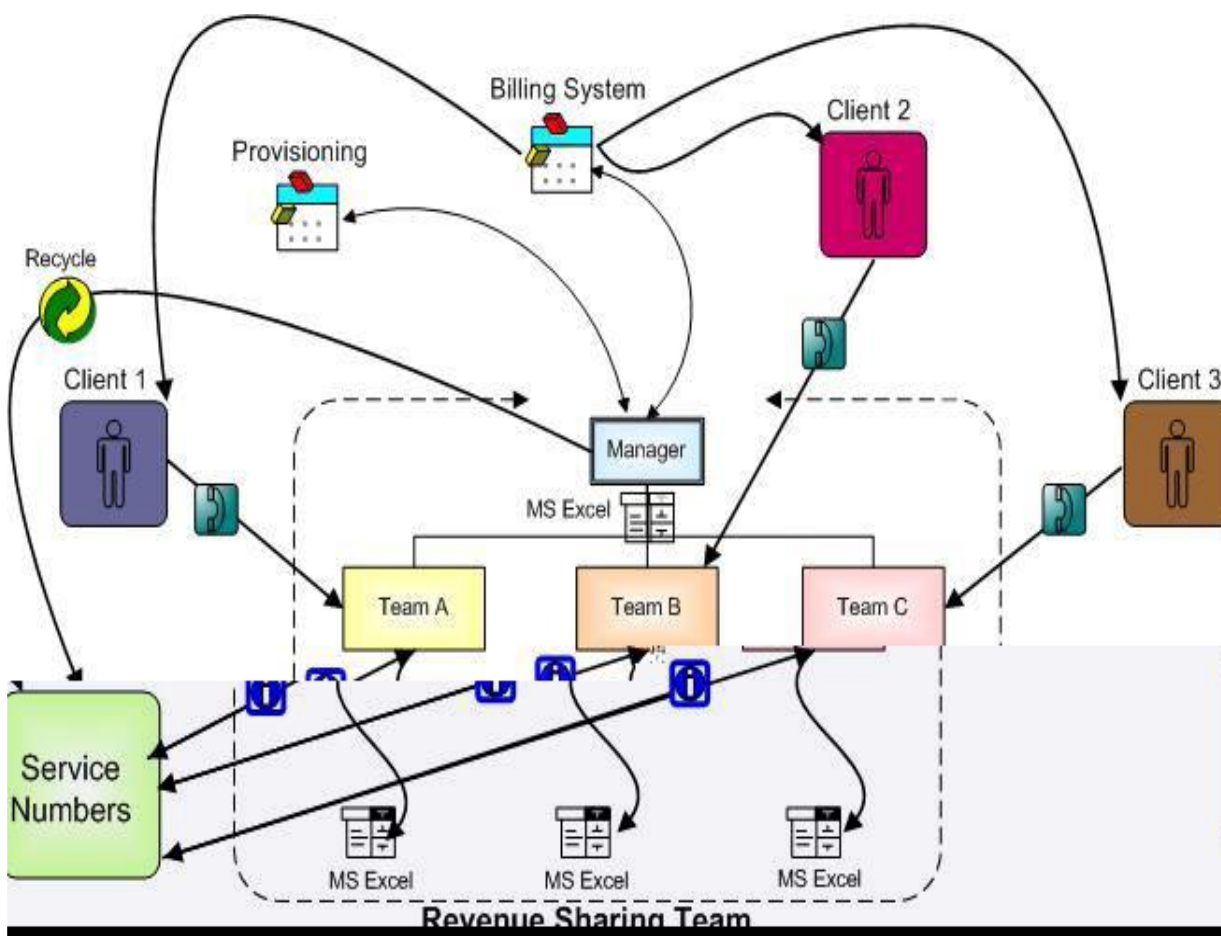 Billing System
Client 2
Provisioning
Recycle
Client 1
Client 3
Manager
MS Excel
Team A
Team B
Team C
Service
Numbers
MS Excel
MS Excel
MS Excel
Revenue Sharing Team